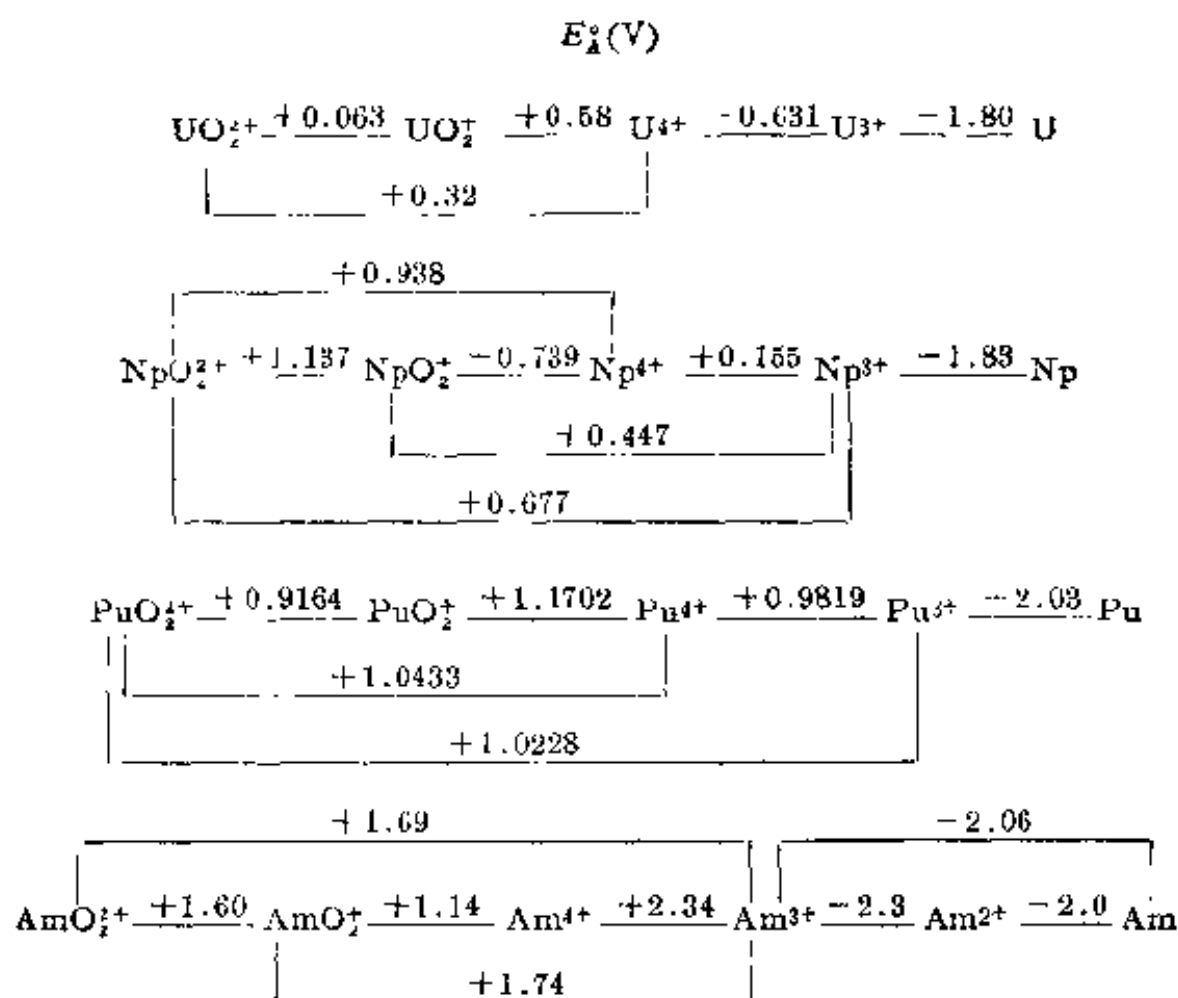 E°A(V)
UO₂²⁺ +0.063 UO₂⁺ +0.58 U⁴⁺ -0.631 U³⁺ -1.80 U
+0.32
+0.938
NpO₂²⁺ +1.137 NpO₂⁺ -0.739 Np⁴⁺ +0.155 Np³⁺ -1.83 Np
+0.447
+0.677
PuO₂²⁺ +0.9164 PuO₂⁺ +1.1702 Pu⁴⁺ +0.9819 Pu³⁺ -2.03 Pu
+1.0433
+1.0228
+1.69 -2.06
AmO₂²⁺ +1.60 AmO₂⁺ +1.14 Am⁴⁺ +2.34 Am³⁺ -2.3 Am²⁺ -2.0 Am
+1.74